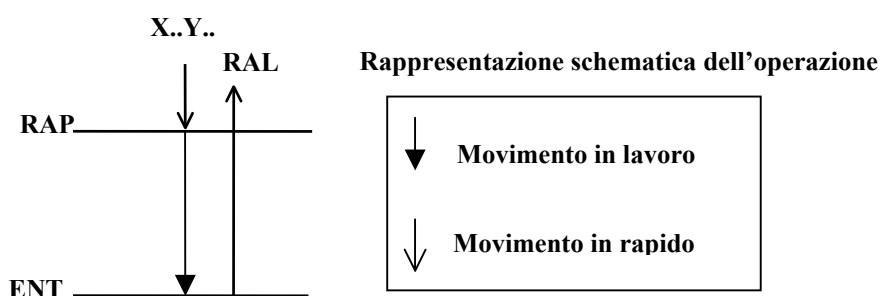 X..Y..
RAL
Rappresentazione schematica dell'operazione
RAP
Movimento in lavoro
Movimento in rapido
ENT